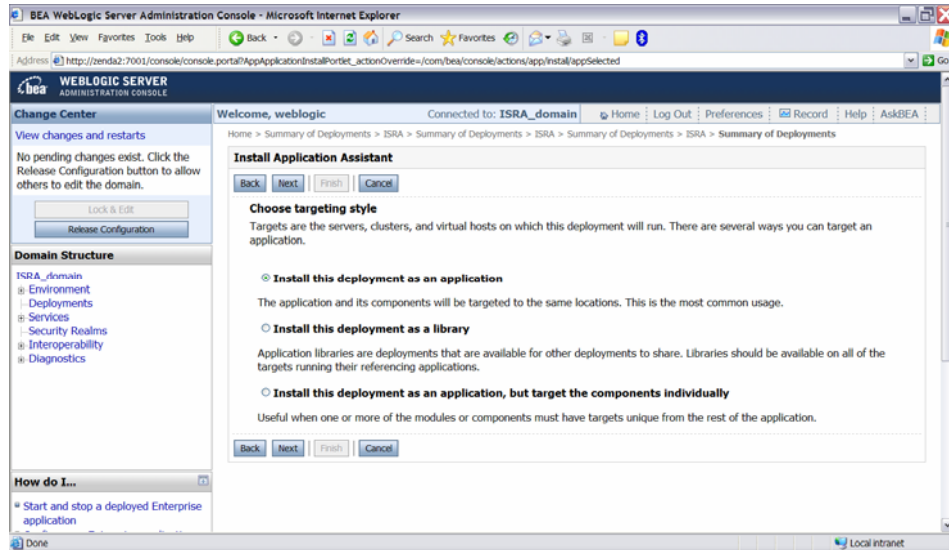 BEA WebLogic Server Administration Console - Microsoft Internet Explorer
File Edit View Favorites Tools Help
Back Search Favorites
Address http://zenda2:7001/console/console.portal?AppApplicationInstallPortlet_actionOverride=/com/bea/console/actions/app/install/appSelected Go
bea WEBLOGIC SERVER
ADMINISTRATION CONSOLE
Change Center
View changes and restarts
No pending changes exist. Click the
Release Configuration button to allow
others to edit the domain.
Lock & Edit
Release Configuration
Domain Structure
ISRA_domain
Environment
Deployments
Services
Security Realms
Interoperability
Diagnostics
How do I...
Start and stop a deployed Enterprise
application
Welcome, weblogic Connected to: ISRA_domain Home Log Out Preferences Record Help AskBEA
Home > Summary of Deployments > ISRA > Summary of Deployments > ISRA > Summary of Deployments > ISRA > Summary of Deployments
Install Application Assistant
Back Next Finish Cancel
Choose targeting style
Targets are the servers, clusters, and virtual hosts on which this deployment will run. There are several ways you can target an
application.
Install this deployment as an application
The application and its components will be targeted to the same locations. This is the most common usage.
Install this deployment as a library
Application libraries are deployments that are available for other deployments to share. Libraries should be available on all of the
targets running their referencing applications.
Install this deployment as an application, but target the components individually
Useful when one or more of the modules or components must have targets unique from the rest of the application.
Back Next Finish Cancel
Done Local intranet